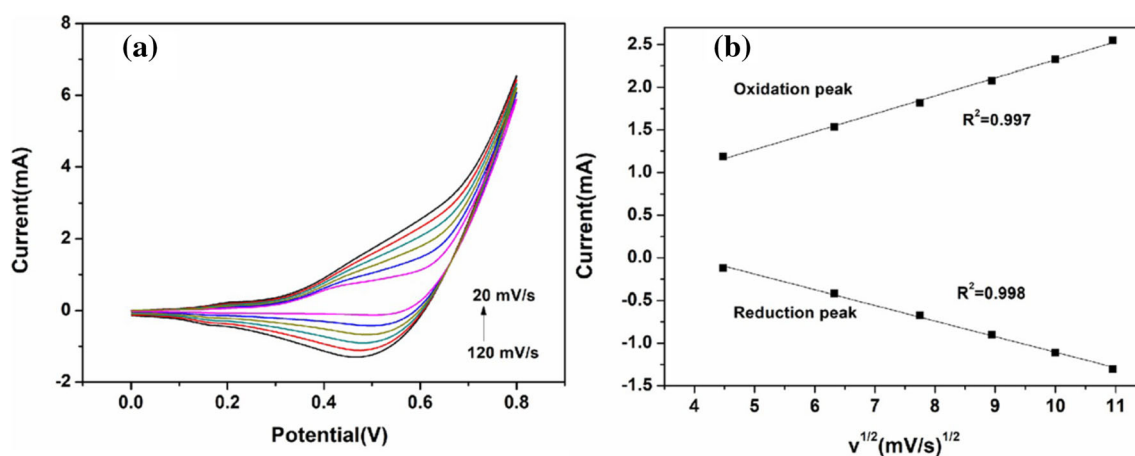 (a)
8
6
4
2
0
-2
Current(mA)
20 mV/s
120 mV/s
0.0 0.2 0.4 0.6 0.8
Potential(V)
(b)
2.5
2.0
1.5
1.0
0.5
0.0
-0.5
-1.0
-1.5
Current(mA)
Oxidation peak
R²=0.997
R²=0.998
Reduction peak
4 5 6 7 8 9 10 11
v^1/2(mV/s)^1/2